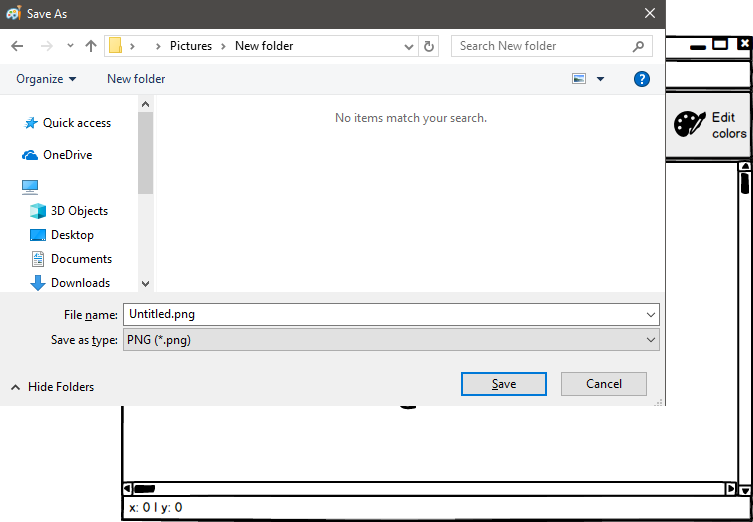 Save As
Pictures > New folder
Search New folder
Organize
New folder
?
Edit
colors
No items match your search.
Quick access
OneDrive
3D Objects
Desktop
Documents
Downloads
File name: Untitled.png
Save as type: PNG (*.png)
Hide Folders
Save
Cancel
x: 0 | y: 0